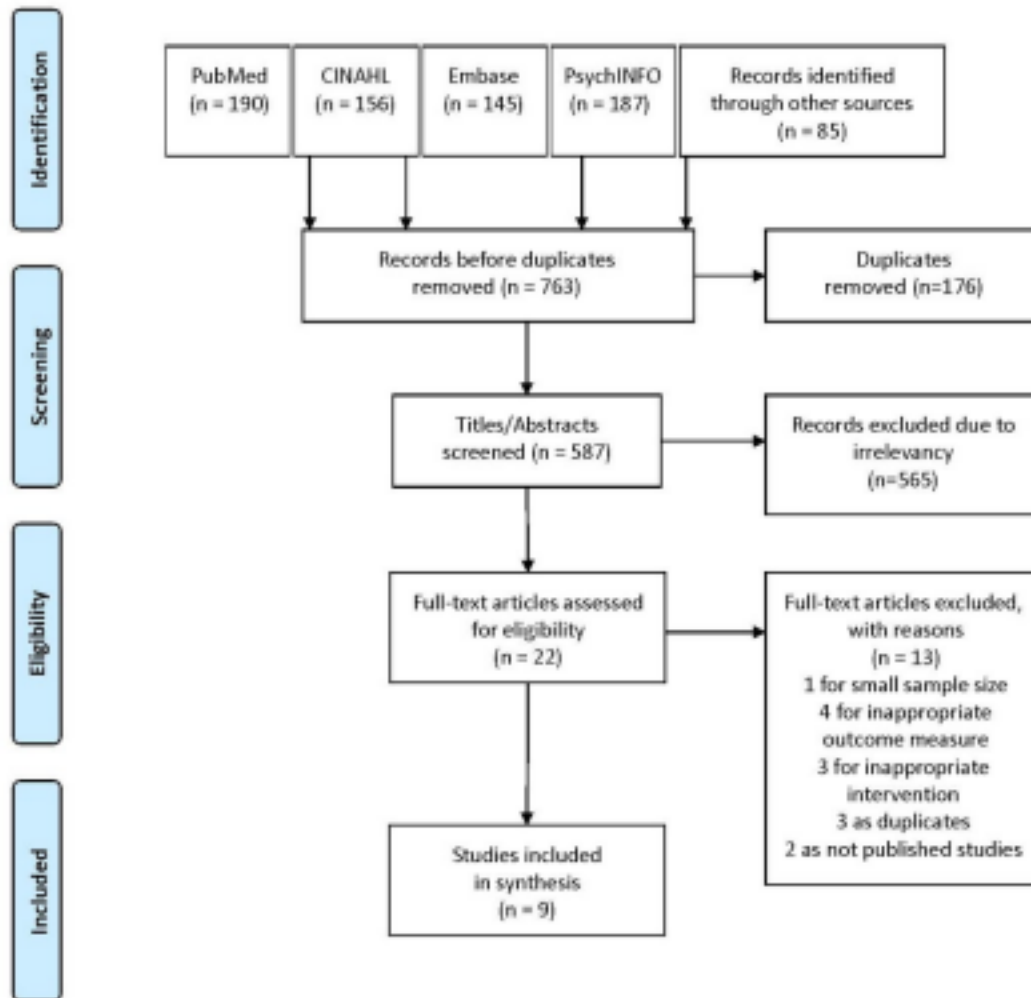 Identification
PubMed
(n = 190)
CINAHL
(n = 156)
Embase
(n = 145)
PsychINFO
(n = 187)
Records identified
through other sources
(n = 85)
Records before duplicates
removed (n = 763)
Duplicates
removed (n=176)
Screening
Titles/Abstracts
screened (n = 587)
Records excluded due to
irrelevancy
(n=565)
Eligibility
Full-text articles assessed
for eligibility
(n = 22)
Full-text articles excluded,
with reasons
(n = 13)
1 for small sample size
4 for inappropriate
outcome measure
3 for inappropriate
intervention
3 as duplicates
2 as not published studies
Included
Studies included
in synthesis
(n = 9)